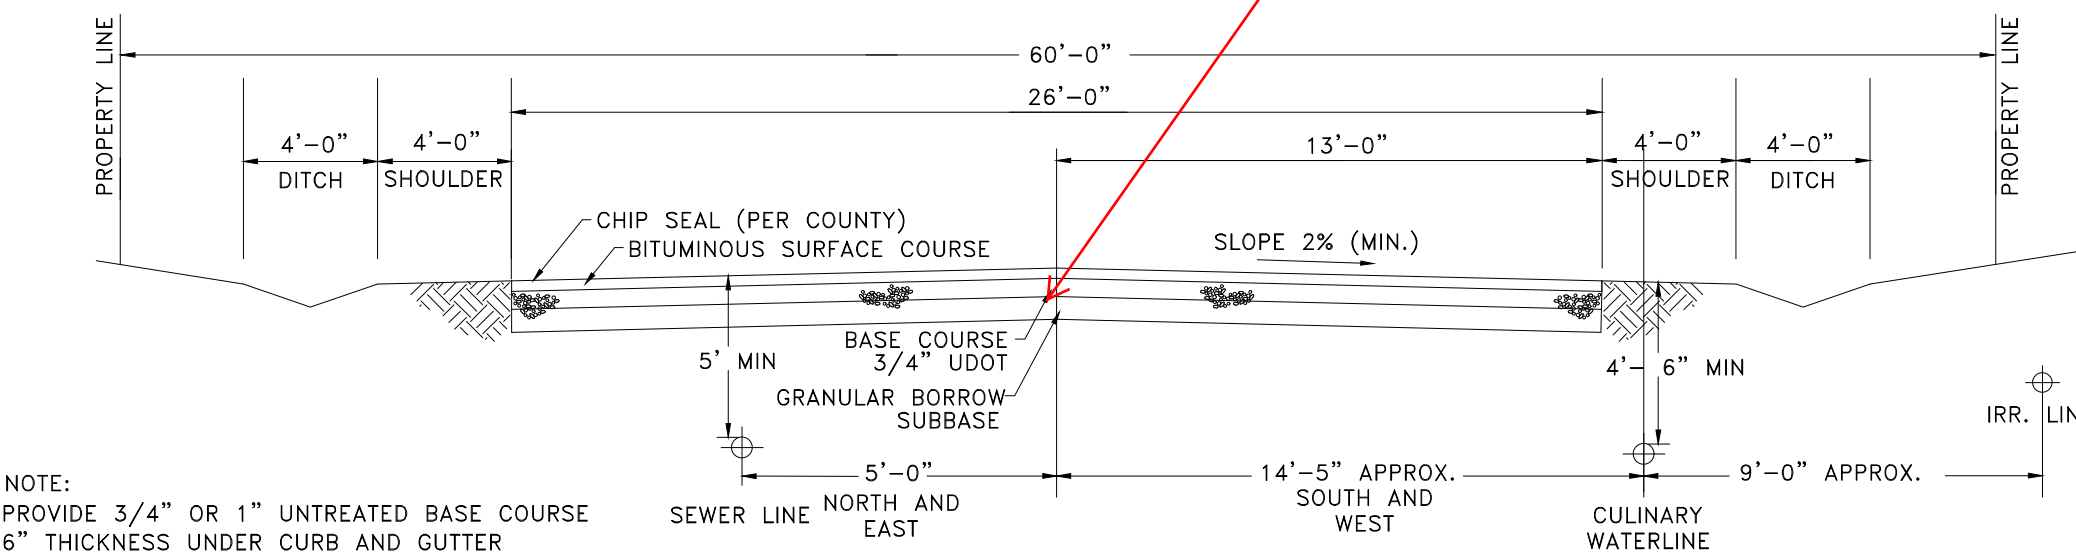 PROPERTY LINE
60'-0"
PROPERTY LINE
26'-0"
4'-0"
4'-0"
13'-0"
4'-0"
4'-0"
DITCH
SHOULDER
SHOULDER
DITCH
CHIP SEAL (PER COUNTY)
BITUMINOUS SURFACE COURSE
SLOPE 2% (MIN.)
BASE COURSE
3/4" UDOT
5' MIN
4'- 6" MIN
GRANULAR BORROW
SUBBASE
IRR. LIN
5'-0"
14'-5" APPROX.
9'-0" APPROX.
NORTH AND
EAST
SOUTH AND
WEST
SEWER LINE
CULINARY
WATERLINE
NOTE:
PROVIDE 3/4" OR 1" UNTREATED BASE COURSE
6" THICKNESS UNDER CURB AND GUTTER